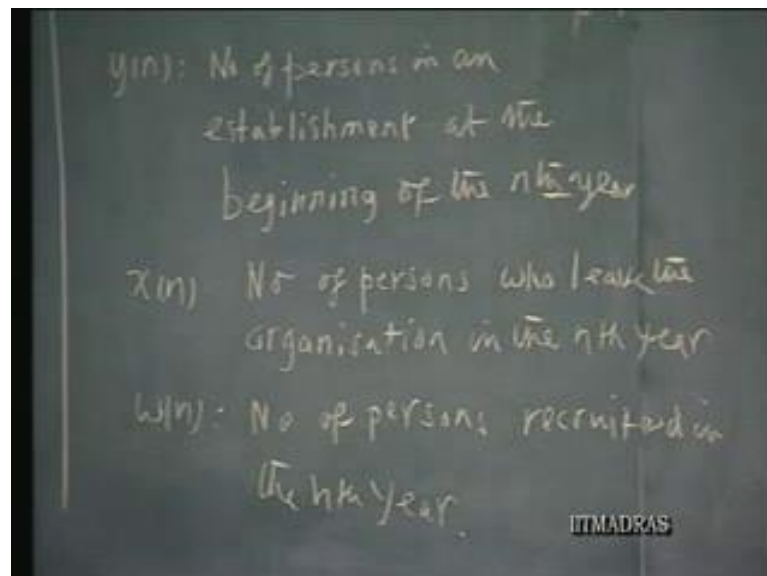 y(n): No of persons in an
establishment at the
beginning of the nth year
x(n) No of persons who leave the
organisation in the nth year
w(n): No of persons recruited in
the nth year.
IITMADRAS